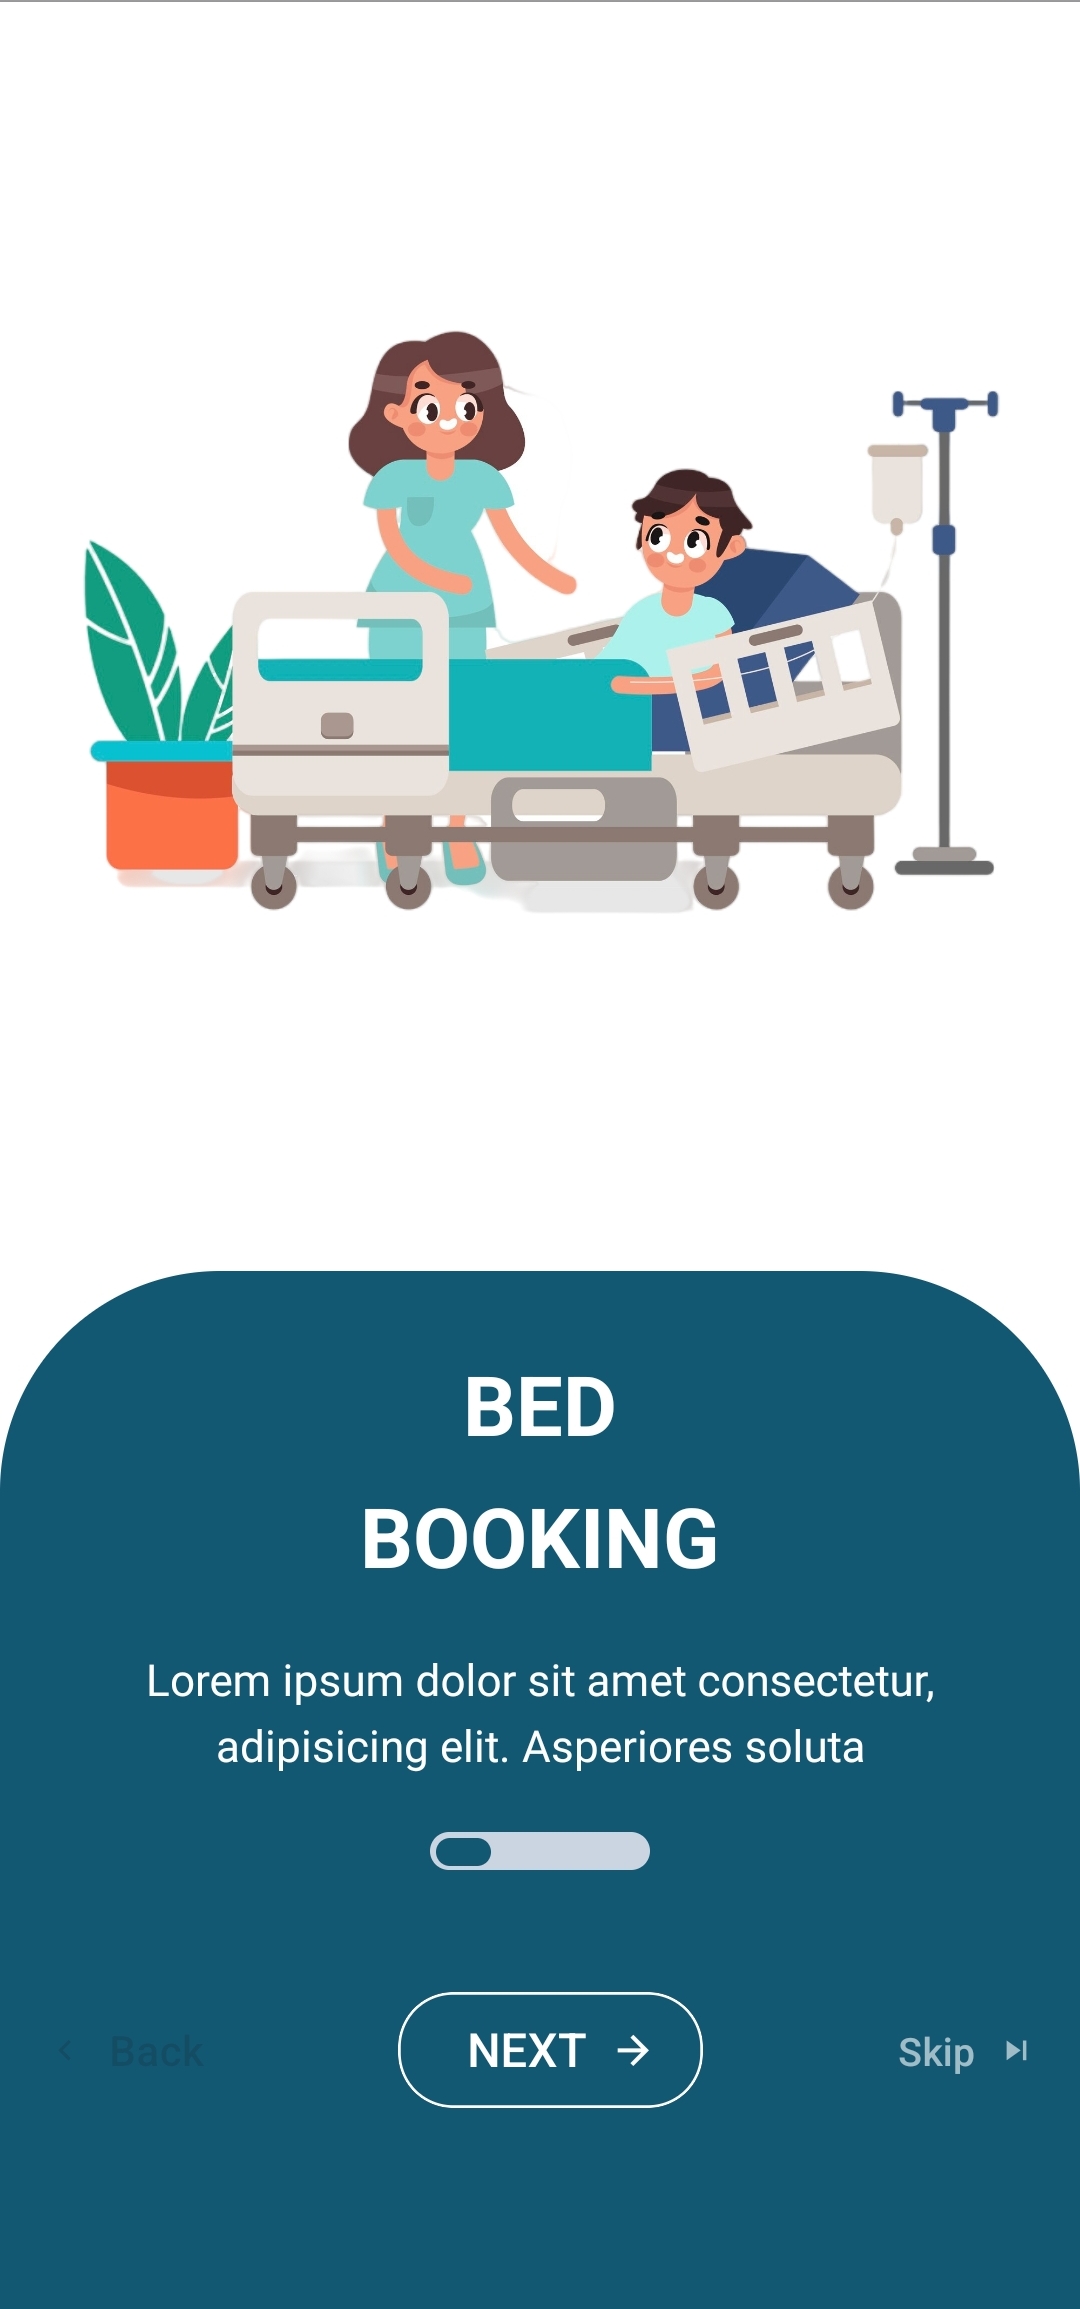 BED
BOOKING
Lorem ipsum dolor sit amet consectetur,
adipisicing elit. Asperiores soluta
Back
NEXT
Skip